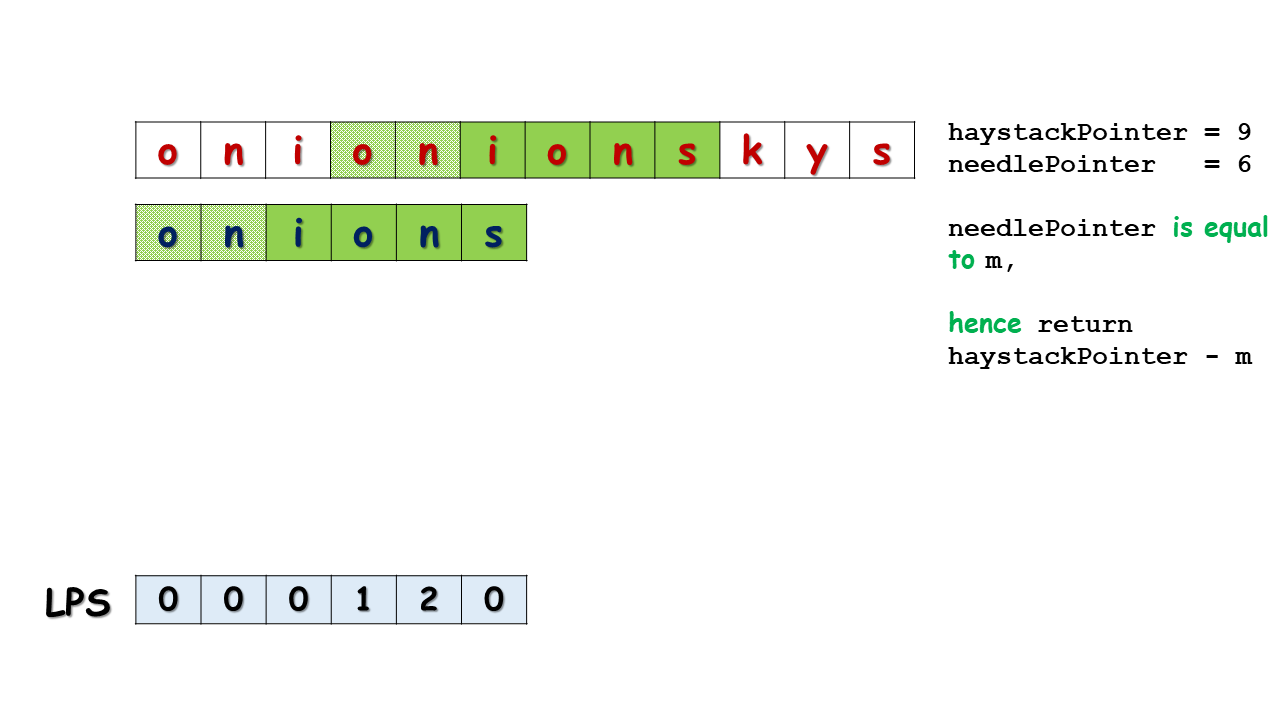 o n i o n i o n s k y s
o n i o n s
haystackPointer = 9
needlePointer   = 6
needlePointer is equal
to m,
hence return
haystackPointer - m
LPS 0 0 0 1 2 0